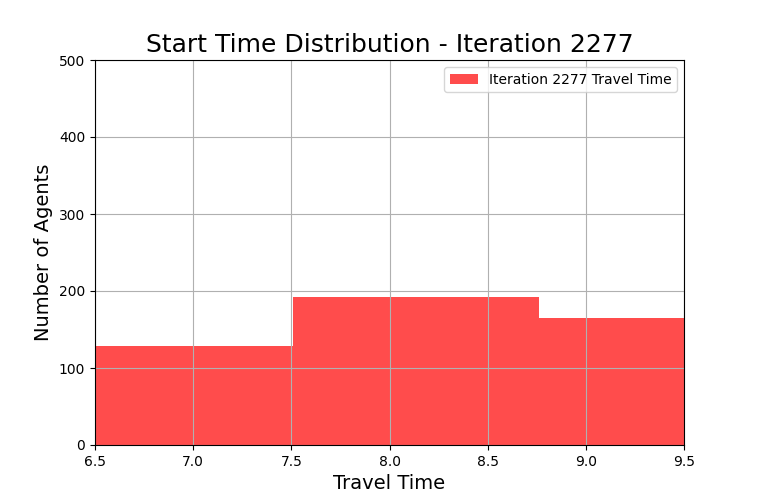 Start Time Distribution - Iteration 2277
Iteration 2277 Travel Time
Number of Agents
500
400
300
200
100
0
6.5 7.0 7.5 8.0 8.5 9.0 9.5
Travel Time